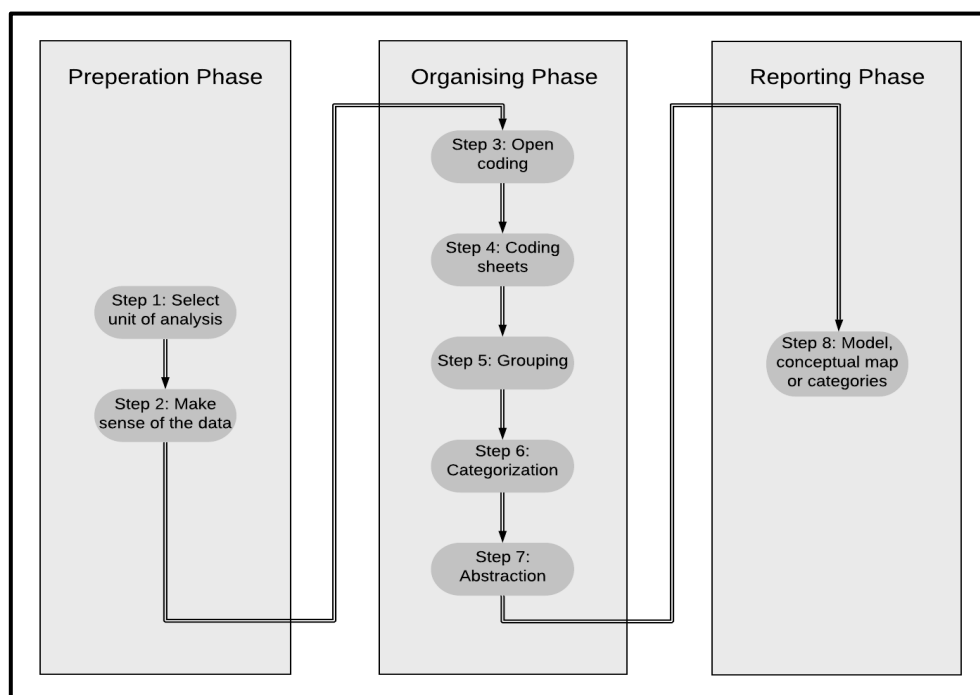 Preperation Phase
Step 1: Select
unit of analysis
Step 2: Make
sense of the data
Organising Phase
Step 3: Open
coding
Step 4: Coding
sheets
Step 5: Grouping
Step 6:
Categorization
Step 7:
Abstraction
Reporting Phase
Step 8: Model,
conceptual map
or categories